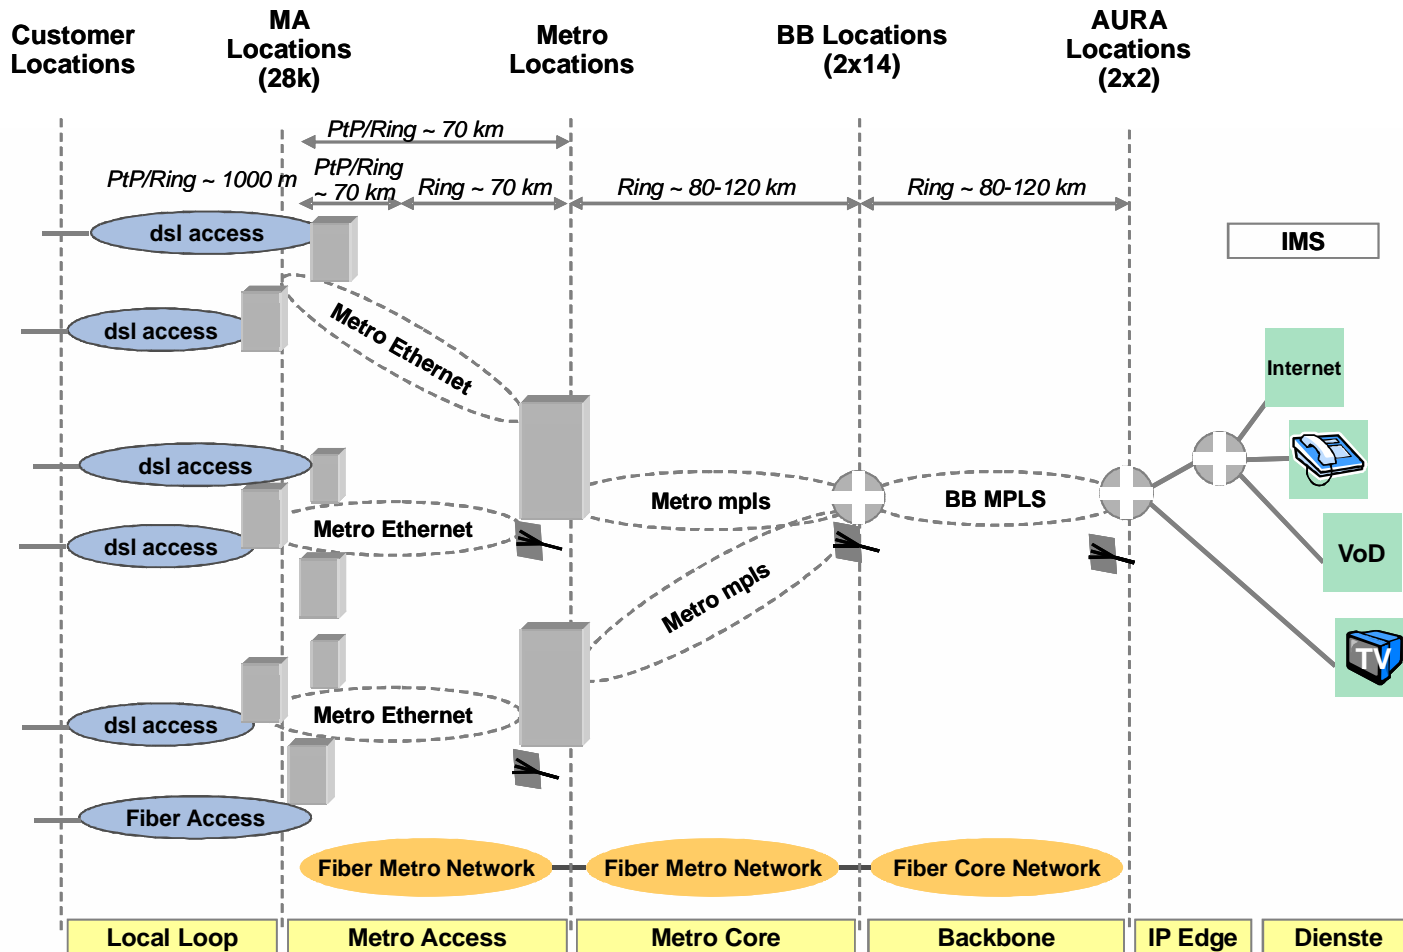 Customer
Locations
MA
Locations
(28k)
Metro
Locations
BB Locations
(2x14)
AURA
Locations
(2x2)
PtP/Ring ~ 70 km
PtP/Ring ~ 1000 m
PtP/Ring
~ 70 km
Ring ~ 70 km
Ring ~ 80-120 km
Ring ~ 80-120 km
dsl access
IMS
dsl access
Metro Ethernet
Internet
dsl access
Metro mpls
BB MPLS
Metro Ethernet
dsl access
VoD
Metro mpls
TV
dsl access
Metro Ethernet
Fiber Access
Fiber Metro Network
Fiber Metro Network
Fiber Core Network
Local Loop
Metro Access
Metro Core
Backbone
IP Edge
Dienste